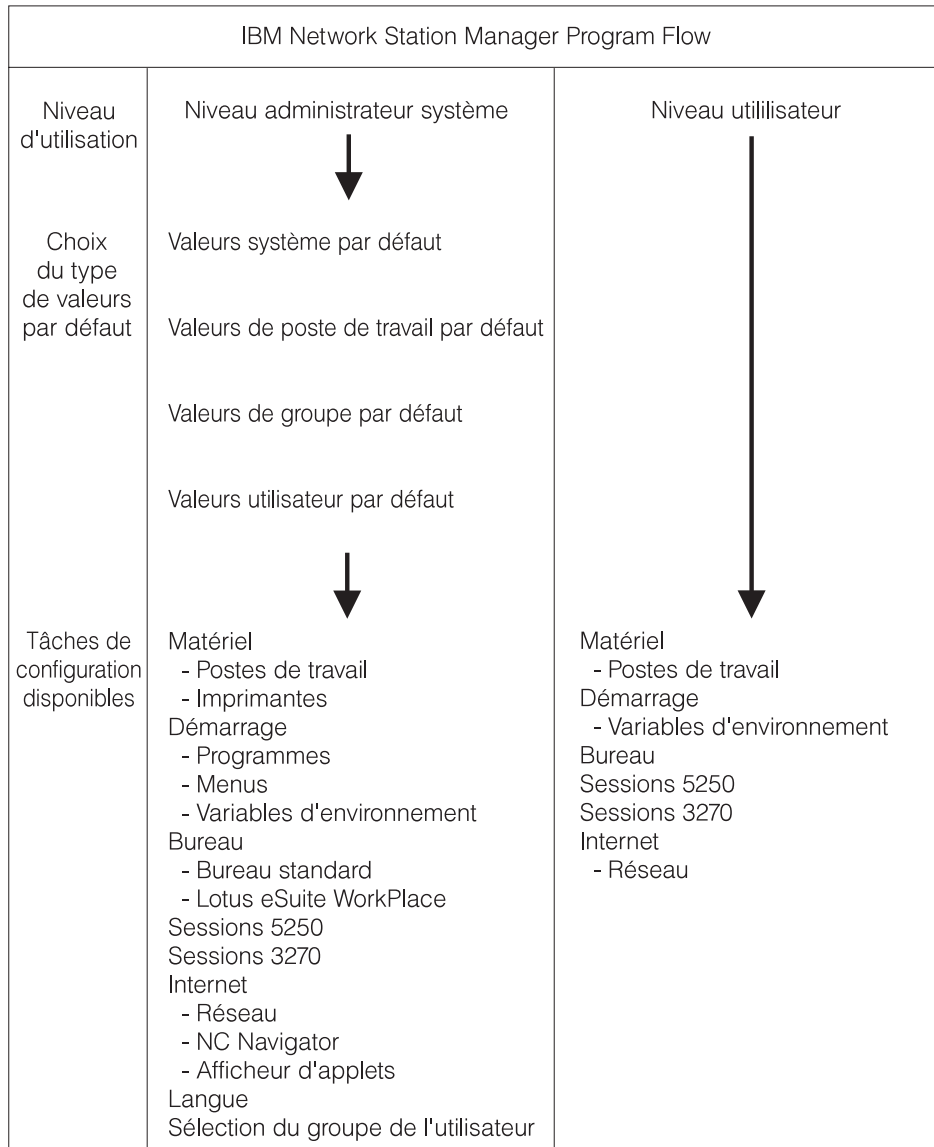 IBM Network Station Manager Program Flow
Niveau
d'utilisation
Niveau administrateur système
Niveau utililisateur
Choix
du type
de valeurs
par défaut
Valeurs système par défaut
Valeurs de poste de travail par défaut
Valeurs de groupe par défaut
Valeurs utilisateur par défaut
Tâches de
configuration
disponibles
Matériel
- Postes de travail
- Imprimantes
Démarrage
- Programmes
- Menus
- Variables d'environnement
Bureau
- Bureau standard
- Lotus eSuite WorkPlace
Sessions 5250
Sessions 3270
Internet
- Réseau
- NC Navigator
- Afficheur d'applets
Langue
Sélection du groupe de l'utilisateur
Matériel
- Postes de travail
Démarrage
- Variables d'environnement
Bureau
Sessions 5250
Sessions 3270
Internet
- Réseau